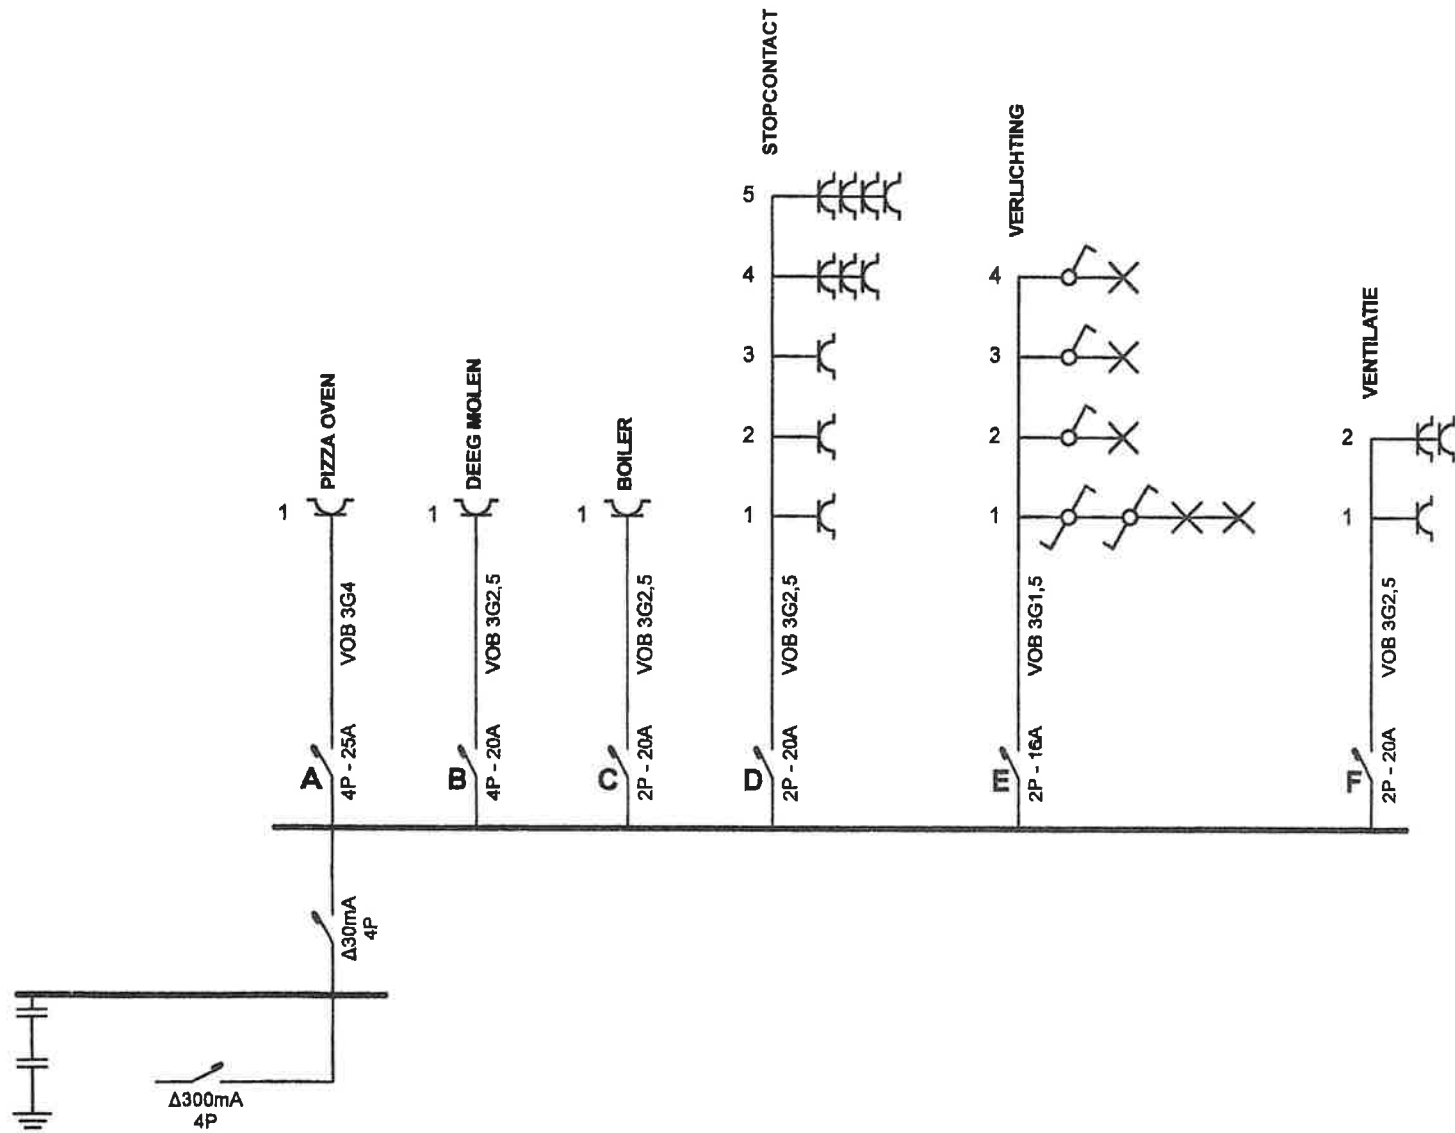 STOPCONTACT
5
4
3
2
1
VERLICHTING
4
3
2
1
VENTILATIE
2
1
PIZZA OVEN
1
DEEG MOLEN
1
BOILER
1
VOB 3G4
VOB 3G2,5
VOB 3G2,5
VOB 3G2,5
VOB 3G1,5
VOB 3G2,5
A
4P - 25A
B
4P - 20A
C
2P - 20A
D
2P - 20A
E
2P - 16A
F
2P - 20A
Δ30mA
4P
Δ300mA
4P